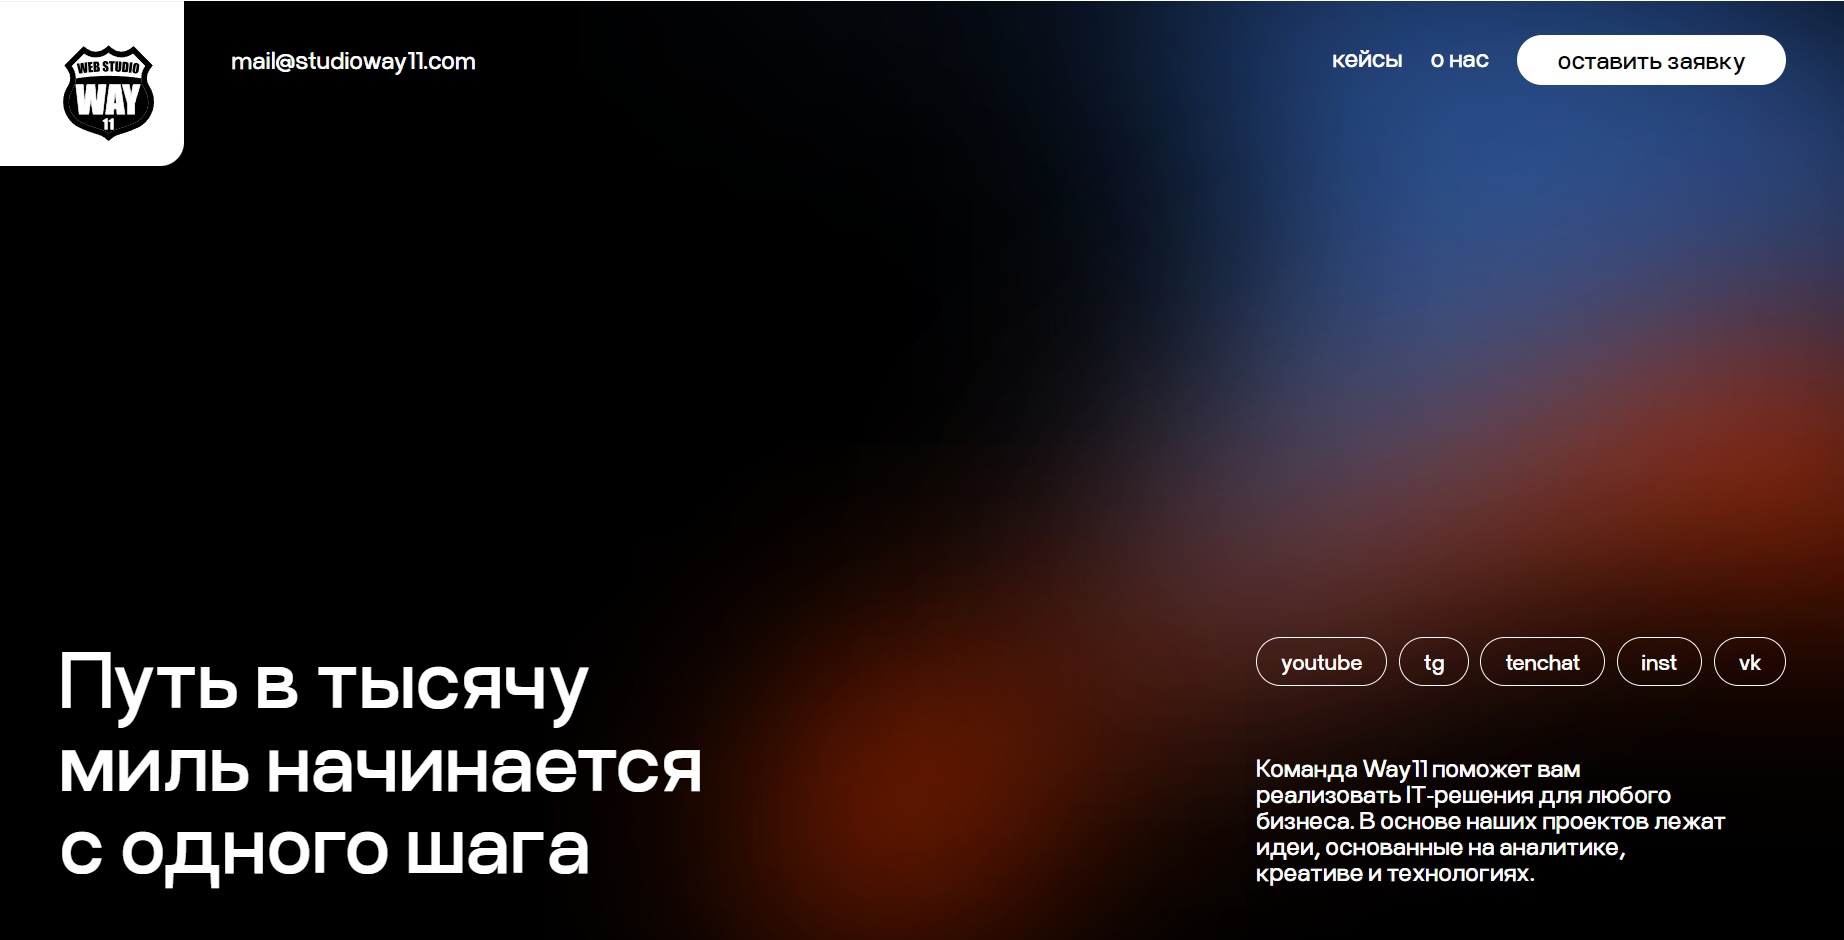 WEB STUDIO
WAY
11
mail@studioway11.com
кейсы
о нас
оставить заявку
Путь в тысячу
миль начинается
с одного шага
youtube
tg
tenchat
inst
vk
Команда Way11 поможет вам
реализовать IT-решения для любого
бизнеса. В основе наших проектов лежат
идеи, основанные на аналитике,
креативе и технологиях.